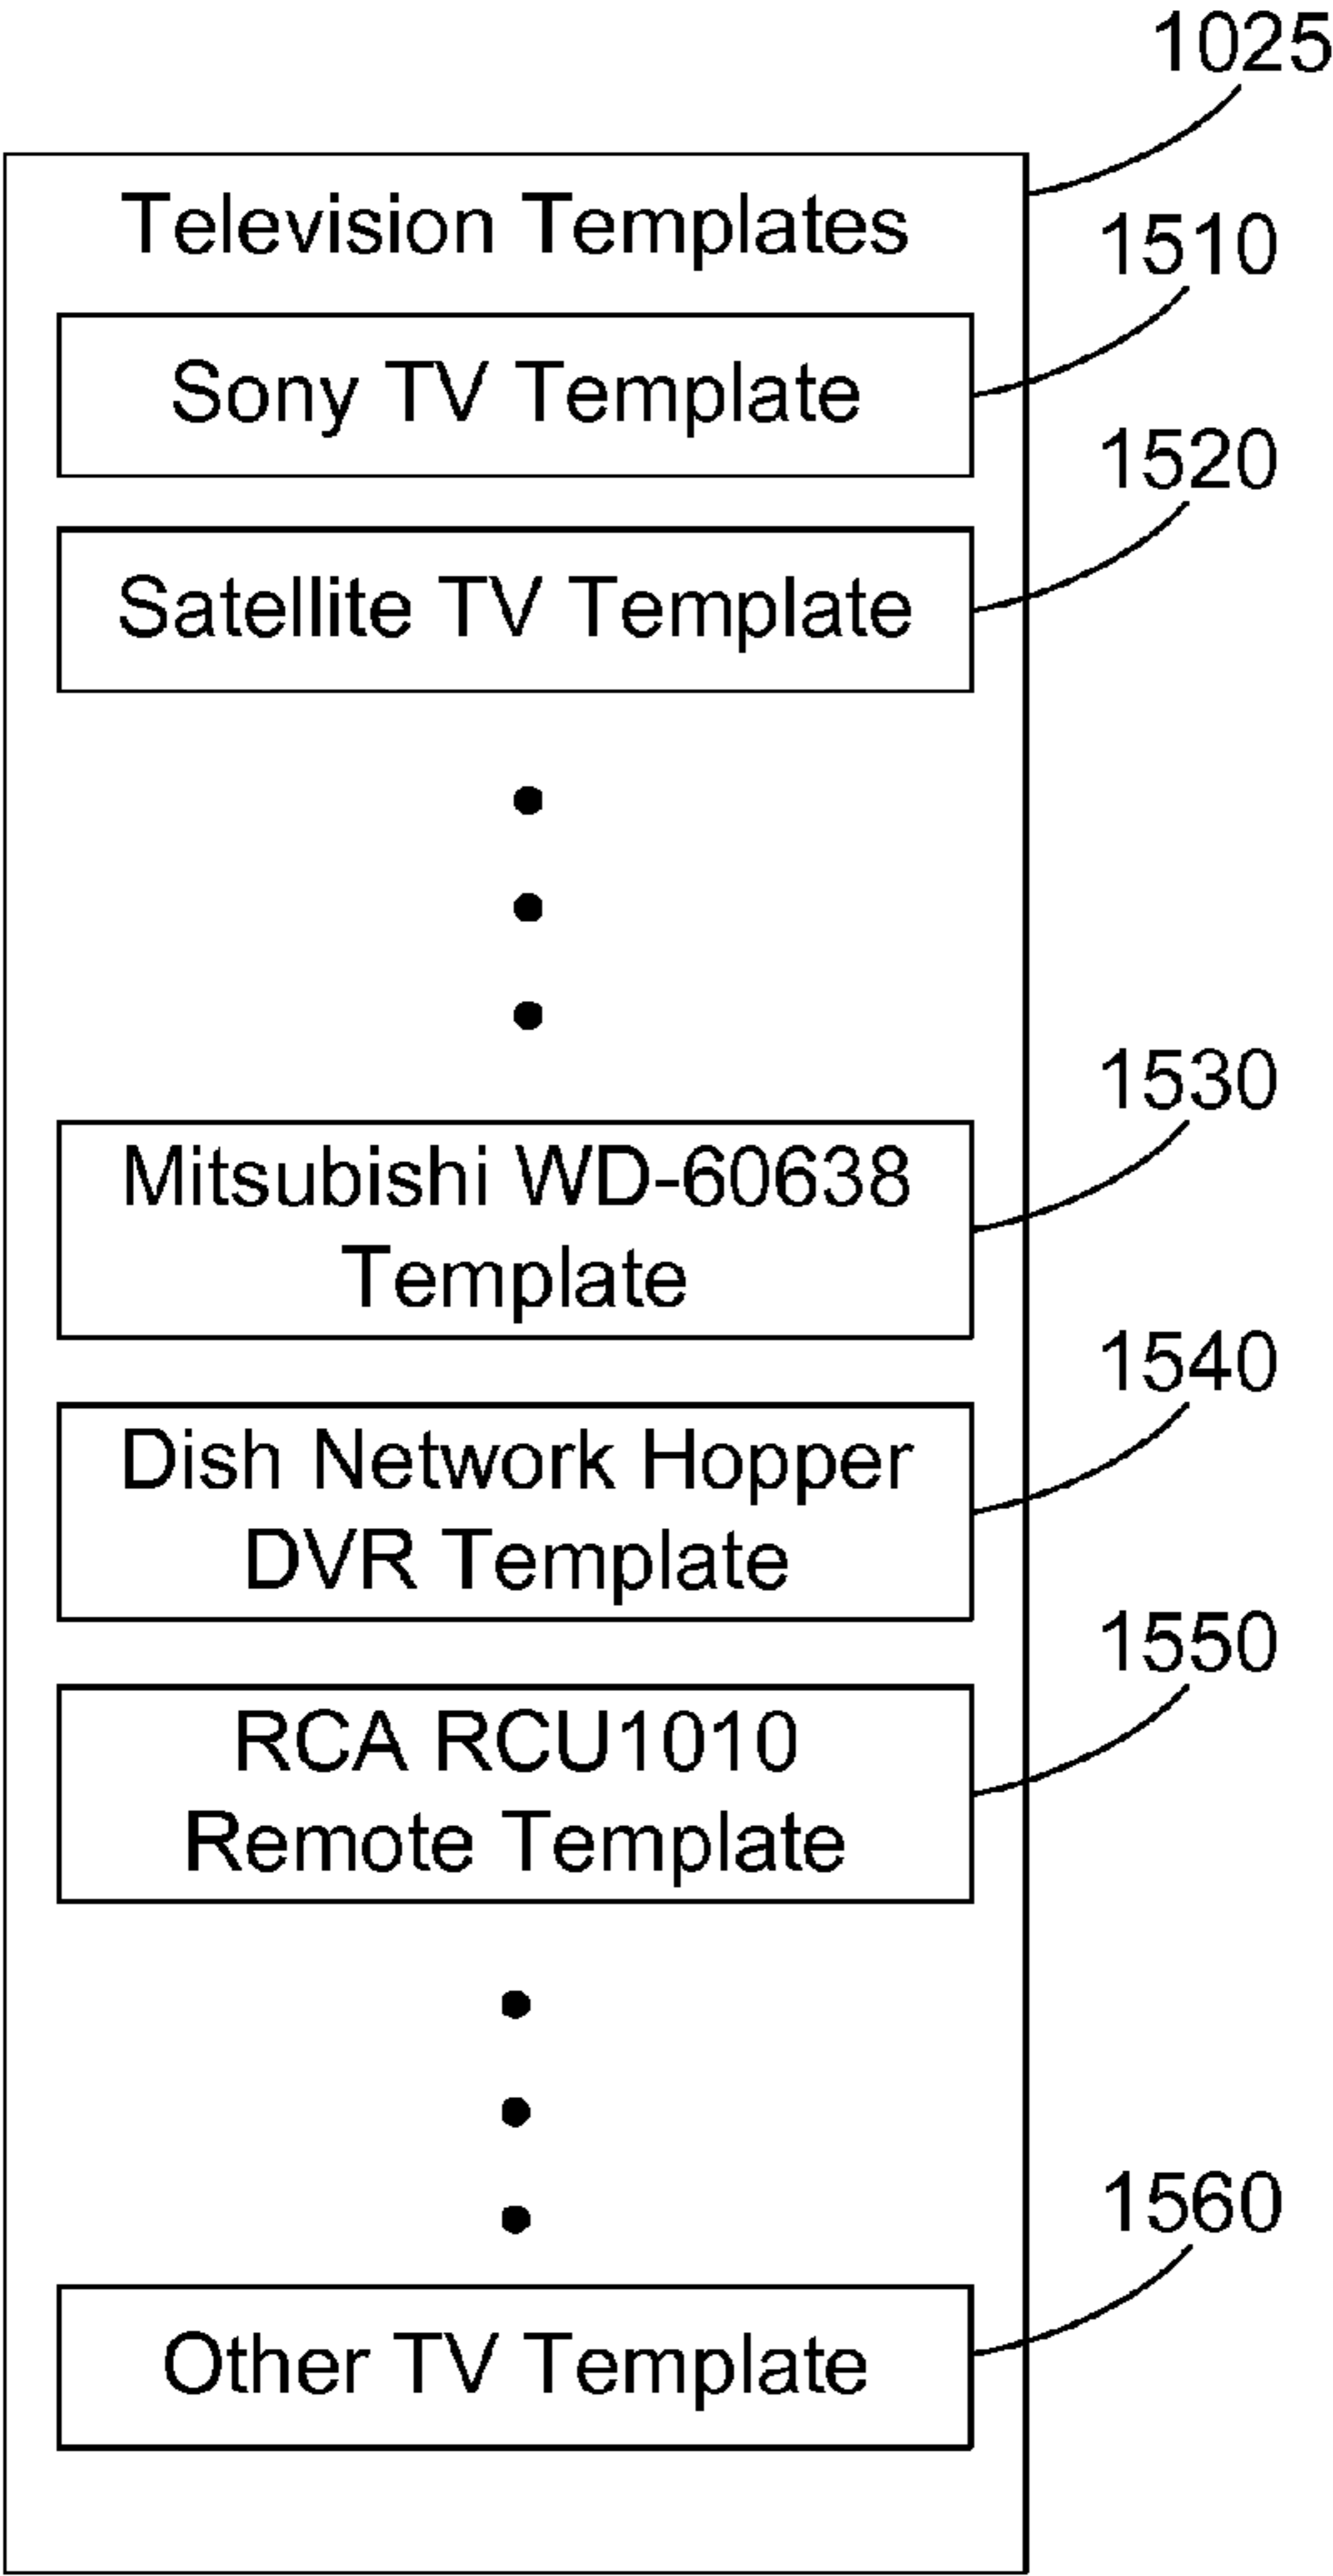 1025
Television Templates
1510
Sony TV Template
1520
Satellite TV Template
1530
Mitsubishi WD-60638
Template
1540
Dish Network Hopper
DVR Template
1550
RCA RCU1010
Remote Template
1560
Other TV Template